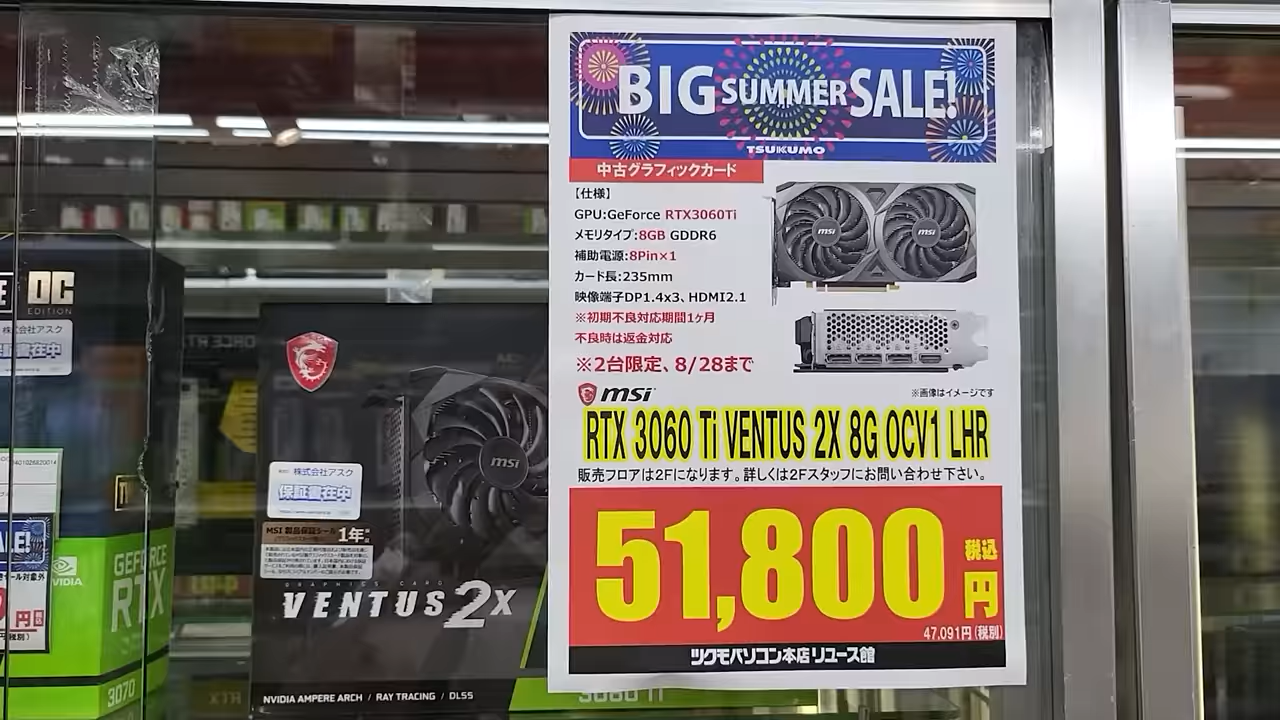 BIG SUMMER SALE!
TSUKUMO
中古グラフィックカード
【仕様】
GPU:GeForce RTX3060Ti
メモリタイプ:8GB GDDR6
補助電源:8Pin×1
カード長:235mm
映像端子DP1.4x3、HDMI2.1
※初期不良対応期間1ヶ月
不良時は返金対応
※2台限定、8/28まで
※画像はイメージです
msi
RTX 3060 Ti VENTUS 2X 8G OCV1 LHR
販売フロアは2Fになります。詳しくは2Fスタッフにお問い合わせ下さい。
51,800
税込
円
47,091円(税別)
ツクモパソコン本店リユース館
msi
株式会社アスク
保証書在中
MSI 製品保証シール 1年
GRAPHICS CARD
VENTUS 2X
NVIDIA AMPERE ARCH / RAY TRACING / DLSS
3060 Ti
OC
EDITION
株式会社アスク
保証書在中
GEFORCE
RTX
3070